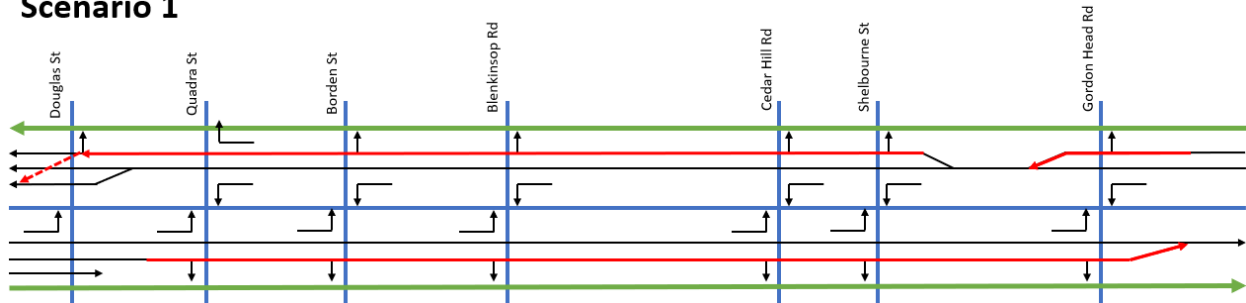 Scenario 1
Douglas St
Quadra St
Borden St
Blenkinsop Rd
Cedar Hill Rd
Shelbourne St
Gordon Head Rd